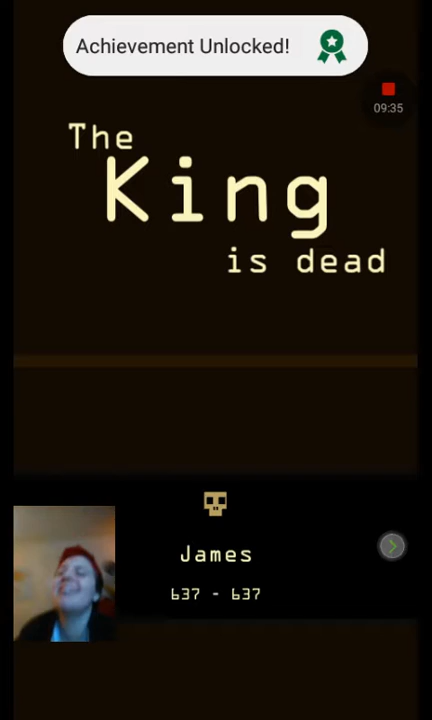 Achievement Unlocked!
09:35
The
King
is dead
James
637 - 637